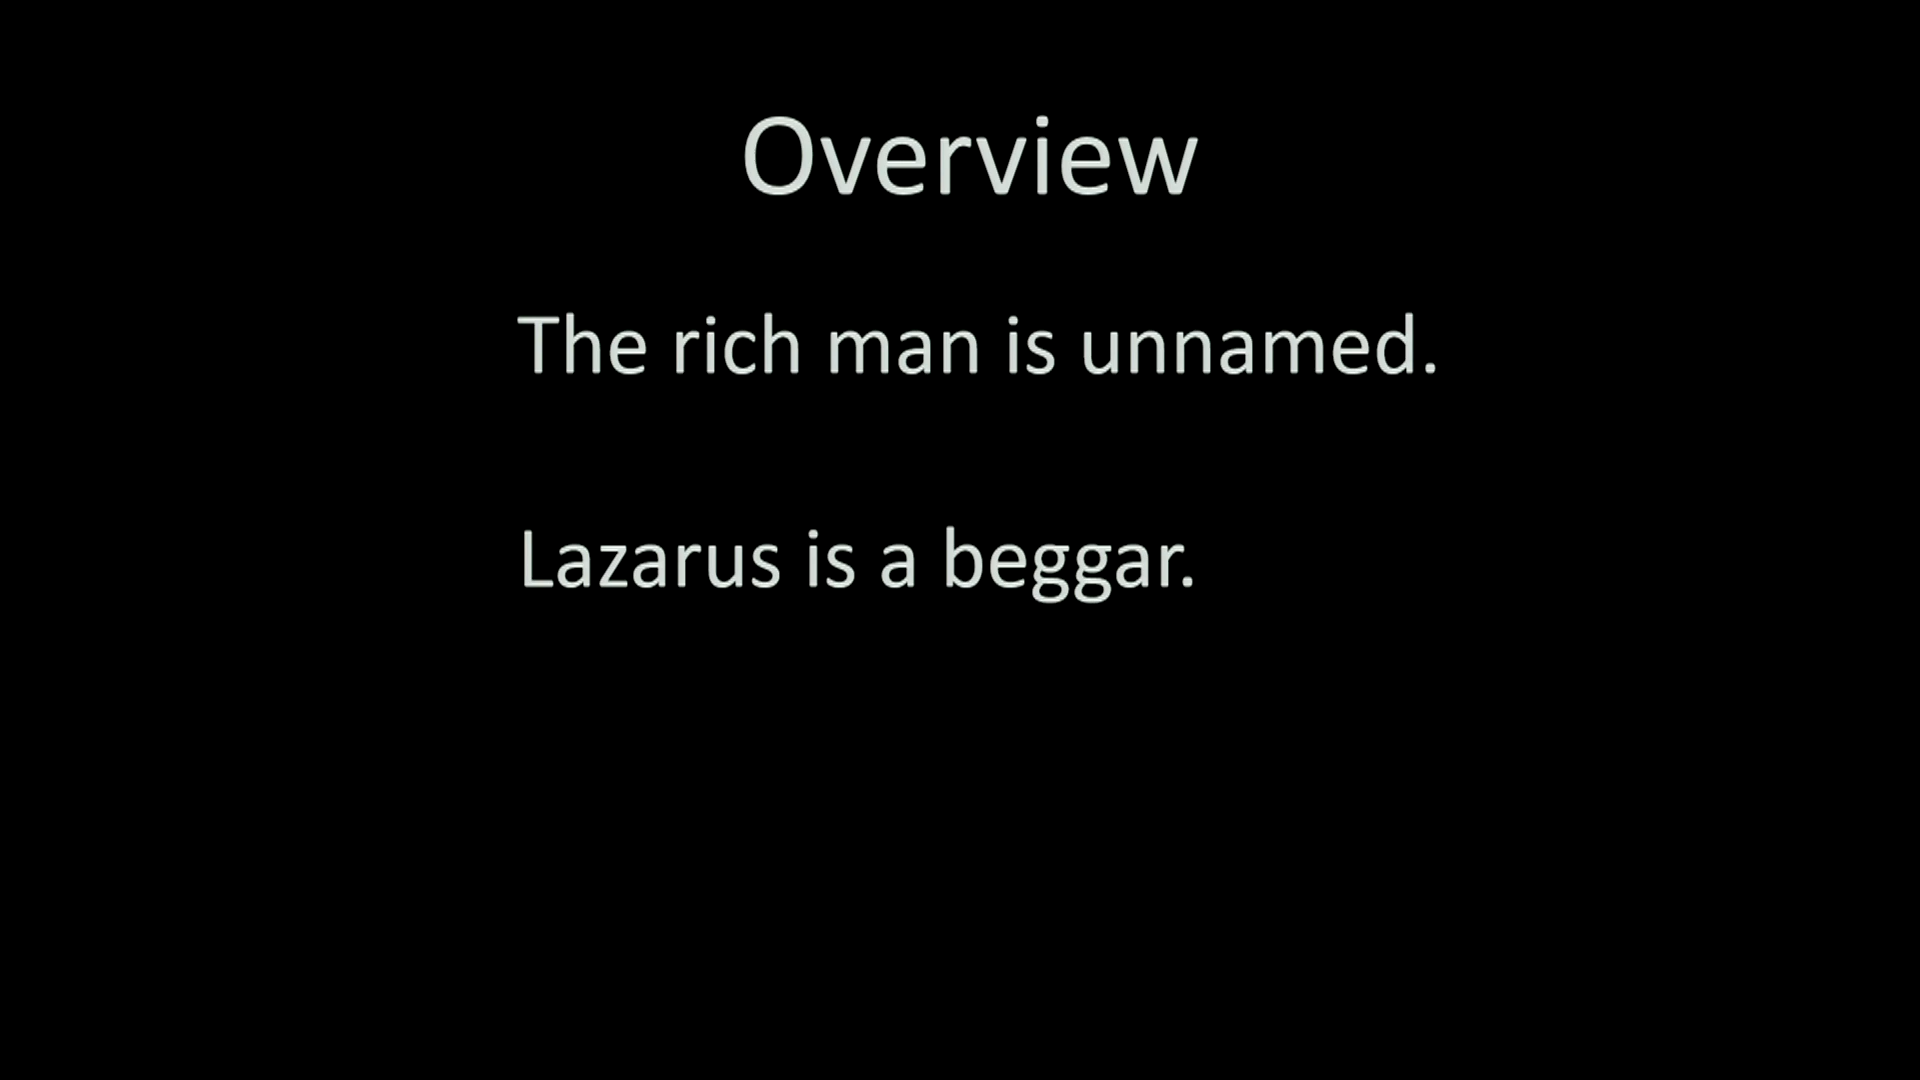 Overview
The rich man is unnamed.
Lazarus is a beggar.